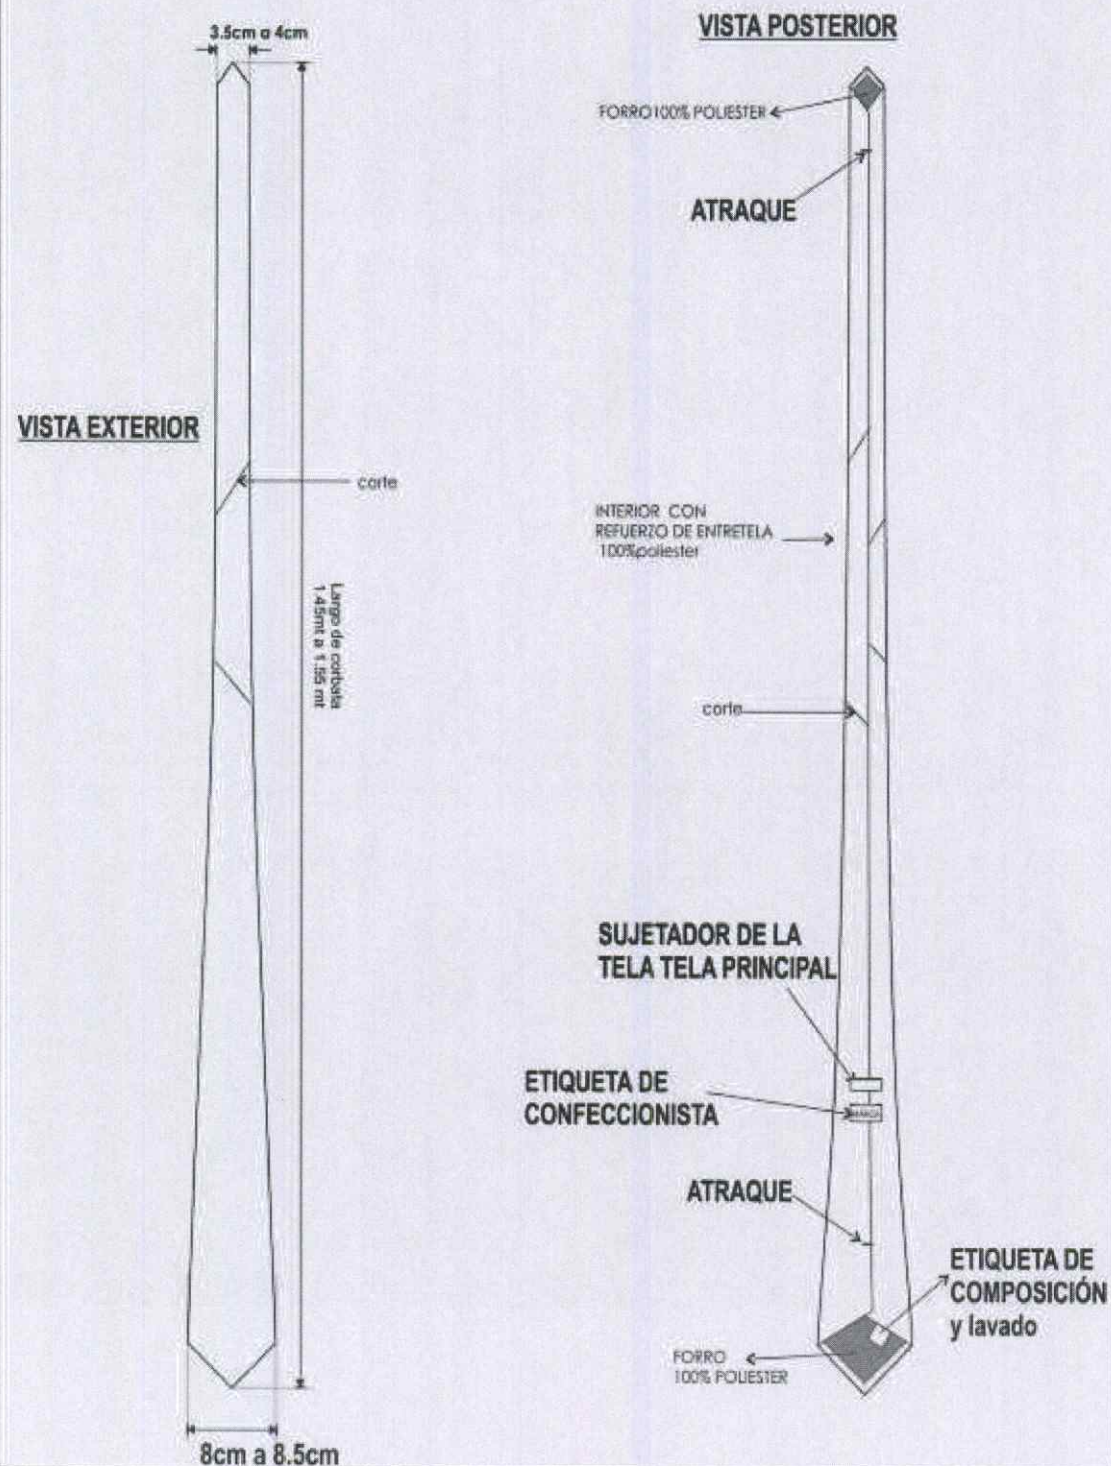 3.5cm a 4cm
VISTA EXTERIOR
corte
Largo de corbata
1.45mt a 1.55 mt
8cm a 8.5cm
VISTA POSTERIOR
FORRO 100% POLIESTER
ATRAQUE
INTERIOR CON
REFUERZO DE ENTRETELA
100%poliester
corte
SUJETADOR DE LA
TELA TELA PRINCIPAL
ETIQUETA DE
CONFECCIONISTA
MARCA
ATRAQUE
ETIQUETA DE
COMPOSICIÓN
y lavado
FORRO
100% POLIESTER